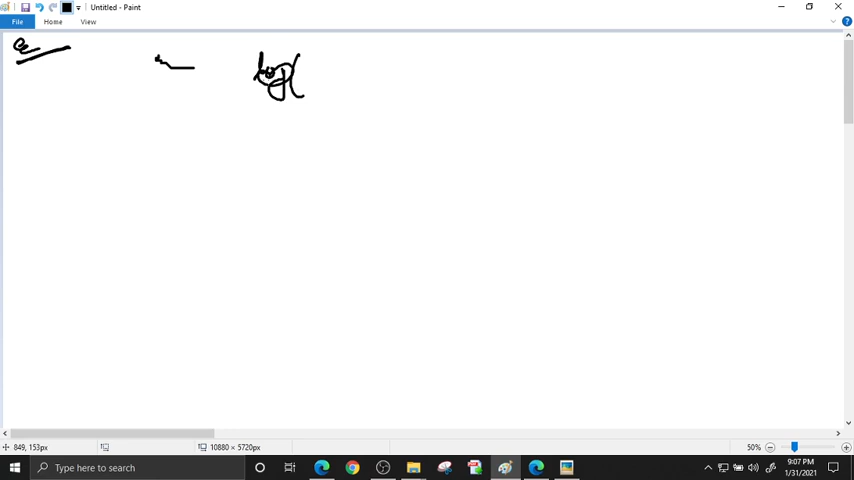 Untitled - Paint
File Home View
log(
849, 153px 10880 × 5720px 50%
Type here to search 9:07 PM
1/31/2021